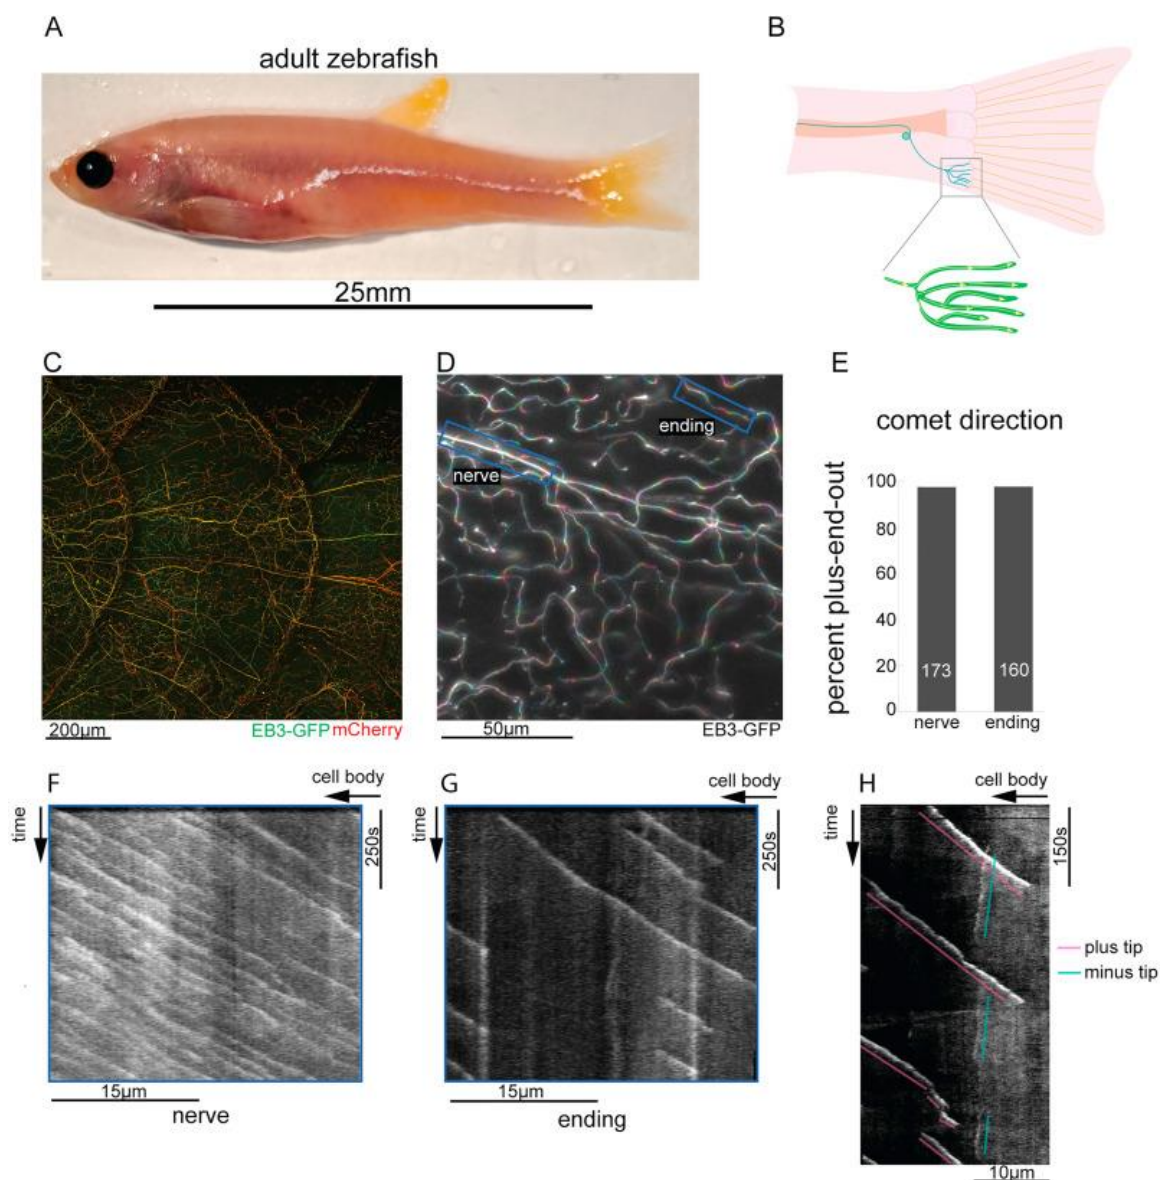 A
adult zebrafish
25mm
B
C
200µm
EB3-GFP mCherry
D
ending
nerve
50µm
EB3-GFP
E
comet direction
percent plus-end-out
100
80
60
40
20
0
173
160
nerve
ending
F
cell body
time
250s
15µm
nerve
G
cell body
time
250s
15µm
ending
H
cell body
time
150s
plus tip
minus tip
10µm